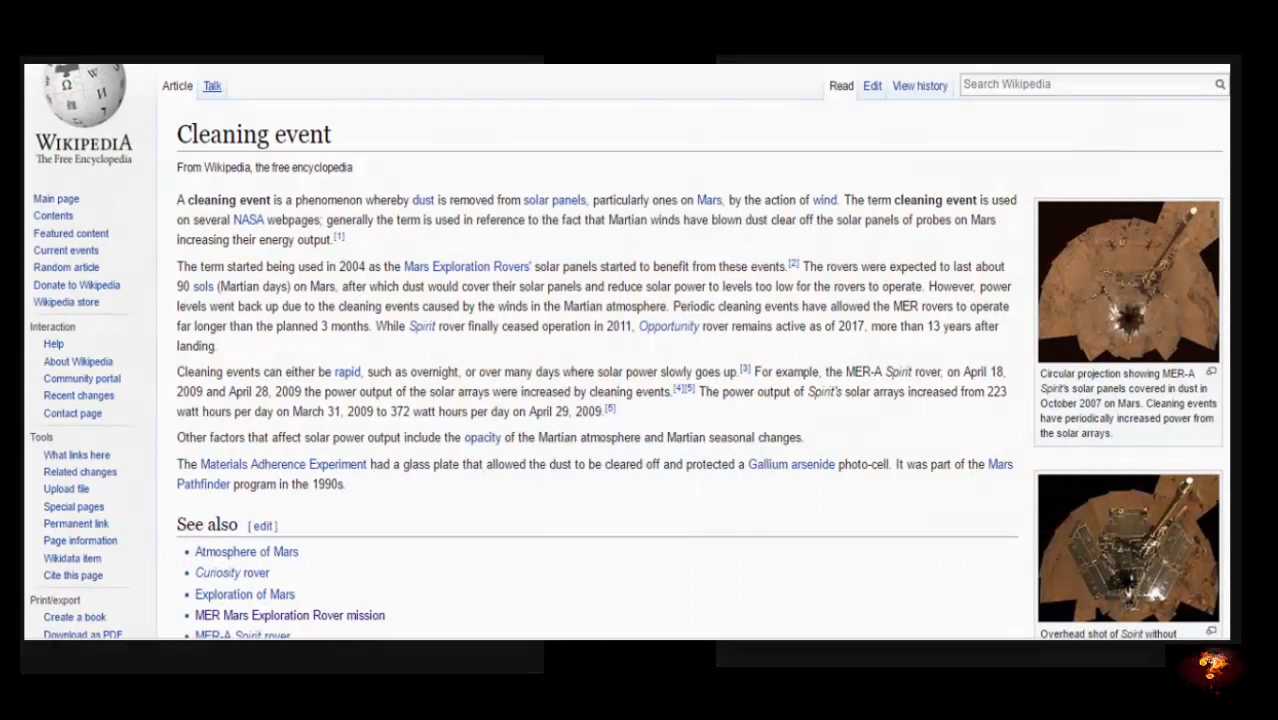 Article Talk Read Edit View history Search Wikipedia
WIKIPEDIA
The Free Encyclopedia
Main page
Contents
Featured content
Current events
Random article
Donate to Wikipedia
Wikipedia store
Interaction
Help
About Wikipedia
Community portal
Recent changes
Contact page
Tools
What links here
Related changes
Upload file
Special pages
Permanent link
Page information
Wikidata item
Cite this page
Print/export
Create a book
Download as PDF
Cleaning event
From Wikipedia, the free encyclopedia
A cleaning event is a phenomenon whereby dust is removed from solar panels, particularly ones on Mars, by the action of wind. The term cleaning event is used
on several NASA webpages; generally the term is used in reference to the fact that Martian winds have blown dust clear off the solar panels of probes on Mars
increasing their energy output.[1]
The term started being used in 2004 as the Mars Exploration Rovers' solar panels started to benefit from these events.[2] The rovers were expected to last about
90 sols (Martian days) on Mars, after which dust would cover their solar panels and reduce solar power to levels too low for the rovers to operate. However, power
levels went back up due to the cleaning events caused by the winds in the Martian atmosphere. Periodic cleaning events have allowed the MER rovers to operate
far longer than the planned 3 months. While Spirit rover finally ceased operation in 2011, Opportunity rover remains active as of 2017, more than 13 years after
landing.
Cleaning events can either be rapid, such as overnight, or over many days where solar power slowly goes up.[3] For example, the MER-A Spirit rover, on April 18,
2009 and April 28, 2009 the power output of the solar arrays were increased by cleaning events.[4][5] The power output of Spirit's solar arrays increased from 223
watt hours per day on March 31, 2009 to 372 watt hours per day on April 29, 2009.[5]
Other factors that affect solar power output include the opacity of the Martian atmosphere and Martian seasonal changes.
The Materials Adherence Experiment had a glass plate that allowed the dust to be cleared off and protected a Gallium arsenide photo-cell. It was part of the Mars
Pathfinder program in the 1990s.
See also [edit]
• Atmosphere of Mars
• Curiosity rover
• Exploration of Mars
• MER Mars Exploration Rover mission
• MER-A Spirit rover
Circular projection showing MER-A
Spirit's solar panels covered in dust in
October 2007 on Mars. Cleaning events
have periodically increased power from
the solar arrays.
Overhead shot of Spirit without